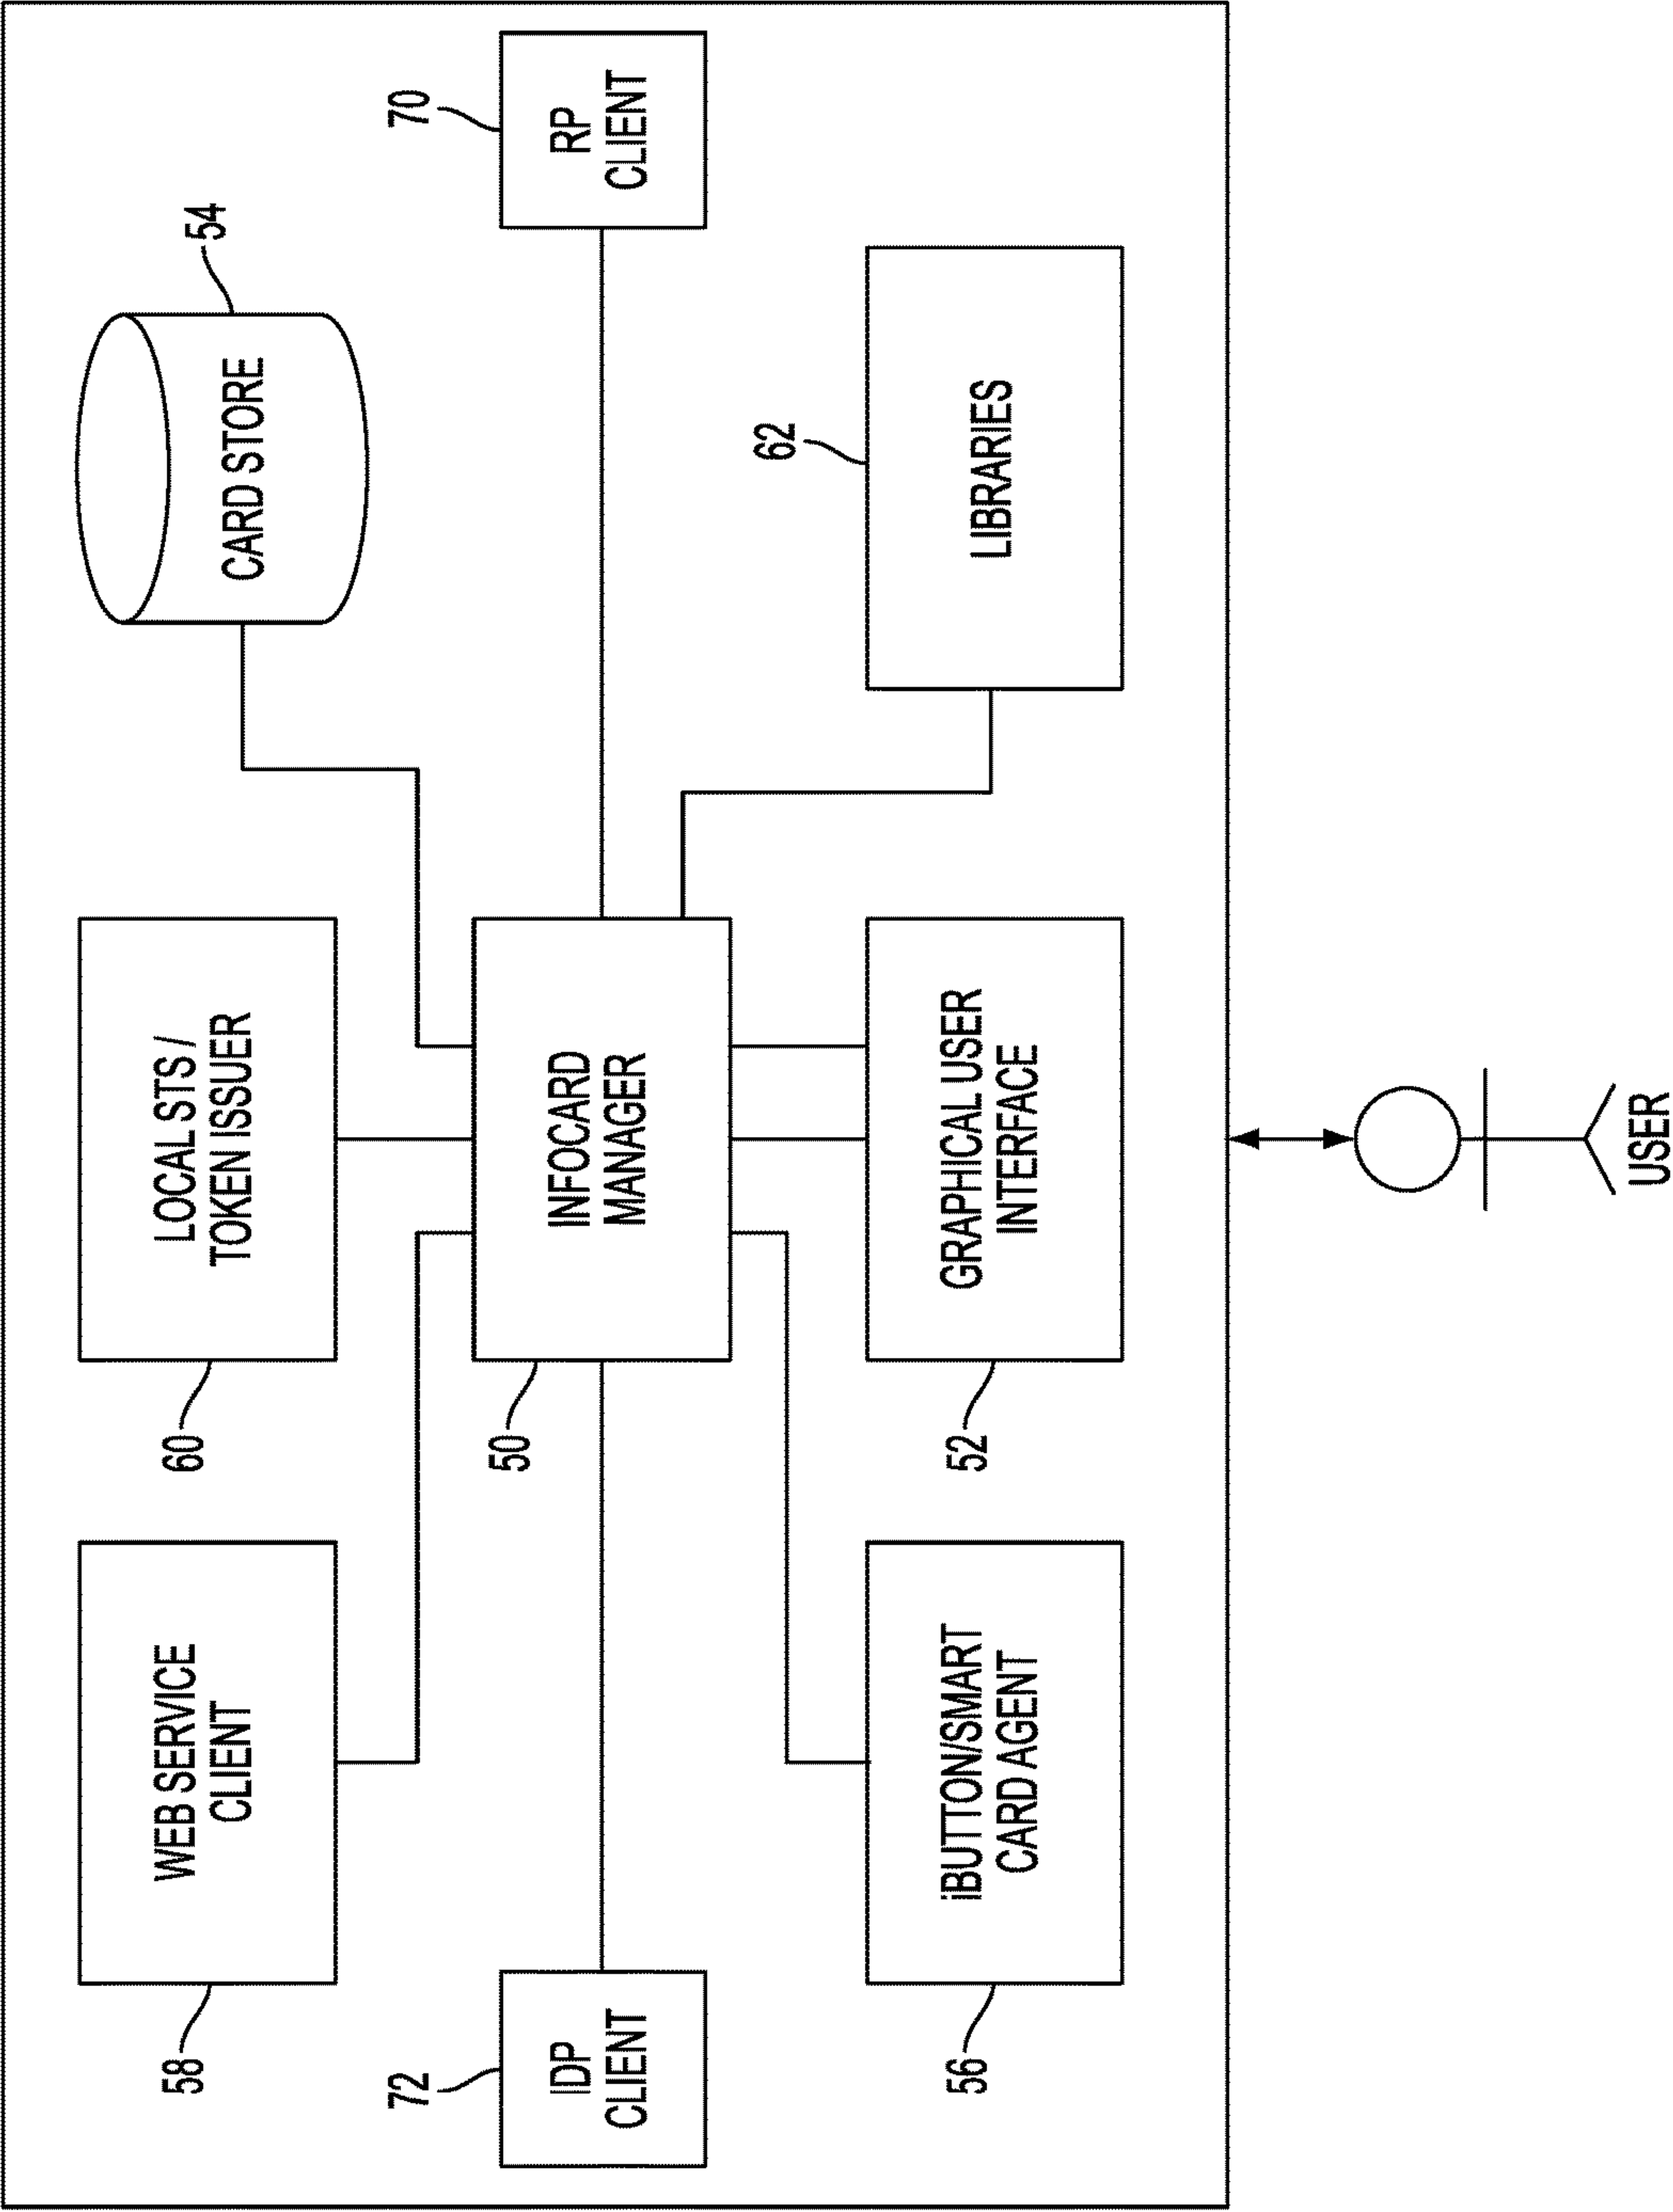 58
WEB SERVICE
CLIENT
60
LOCAL STS /
TOKEN ISSUER
CARD STORE
54
72
IDP
CLIENT
50
INFOCARD
MANAGER
70
RP
CLIENT
56
iBUTTON/SMART
CARD AGENT
52
GRAPHICAL USER
INTERFACE
62
LIBRARIES
USER